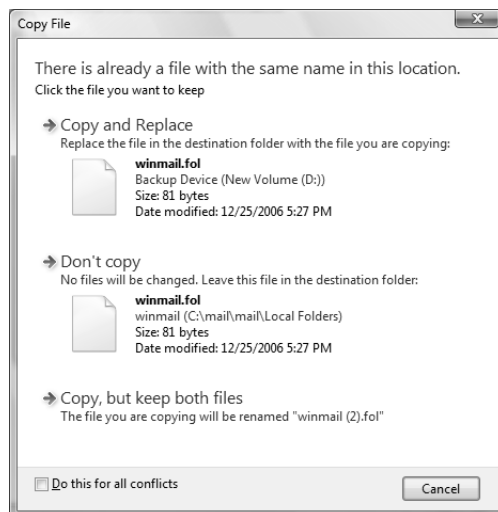 Copy File
There is already a file with the same name in this location.
Click the file you want to keep
Copy and Replace
Replace the file in the destination folder with the file you are copying:
winmail.fol
Backup Device (New Volume (D:))
Size: 81 bytes
Date modified: 12/25/2006 5:27 PM
Don't copy
No files will be changed. Leave this file in the destination folder:
winmail.fol
winmail (C:\mail\mail\Local Folders)
Size: 81 bytes
Date modified: 12/25/2006 5:27 PM
Copy, but keep both files
The file you are copying will be renamed "winmail (2).fol"
Do this for all conflicts
Cancel